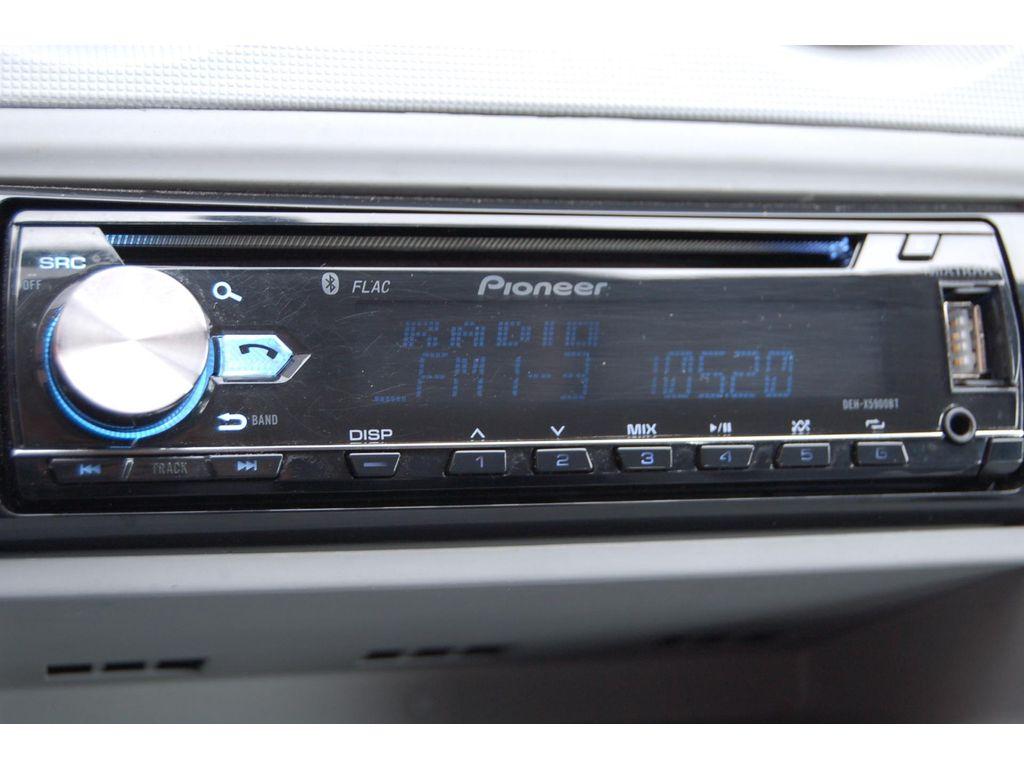 SRC
OFF
FLAC
Pioneer
MIXTRAX
RADIO
FM1-3 105.20
DEH-X5900BT
BAND
DISP
MIX
TRACK
1 2 3 4 5 6